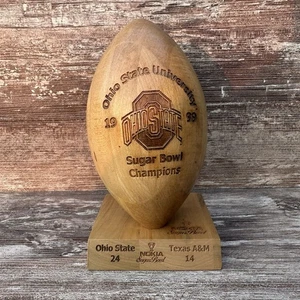 Ohio State University
19 99
OHIO STATE
Sugar Bowl
Champions
Ohio State Texas A&M
NOKIA
Sugar Bowl
24 14